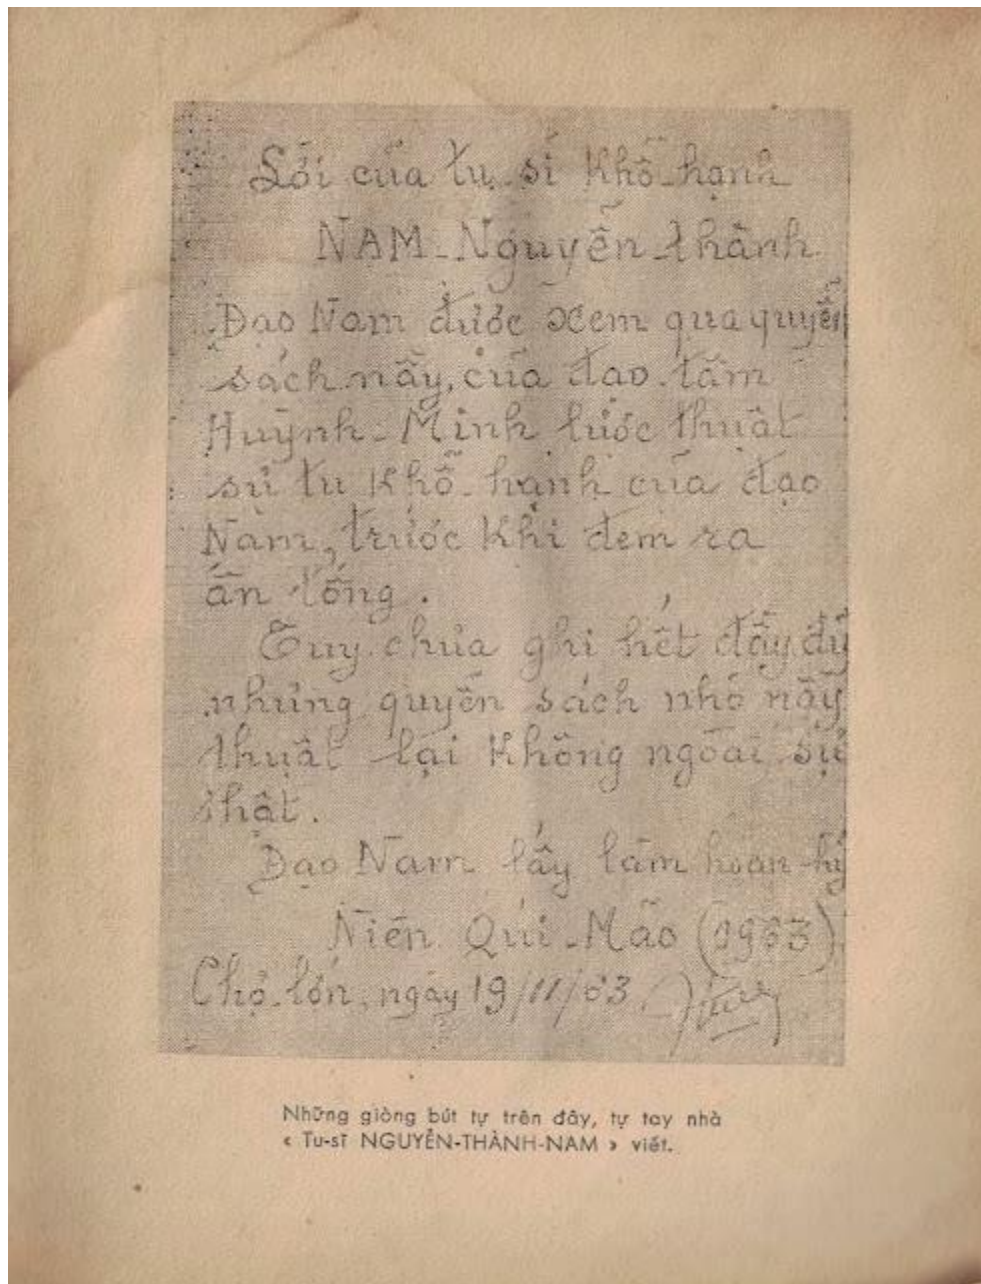 Lời của tu sĩ Khổ-hạnh
NAM-Nguyễn-thành
Đạo Nam được xem qua quyển
sách nầy, của đạo-tâm
Huỳnh-Minh lược thuật
sự tu Khổ-hạnh của đạo
Nam, trước Khi đem ra
ấn tống.
Tuy chưa ghi hết đầy đủ
nhưng quyển sách nhỏ nầy
thuật lại Không ngoài sự
thật.
Đạo Nam lấy làm hoan-hỷ
Niên Qúi-Mão (1963)
Chợ-lớn, ngày 19/11/63
Những giòng bút tự trên đây, tự tay nhà
« Tu-sĩ NGUYỄN-THÀNH-NAM » viết.